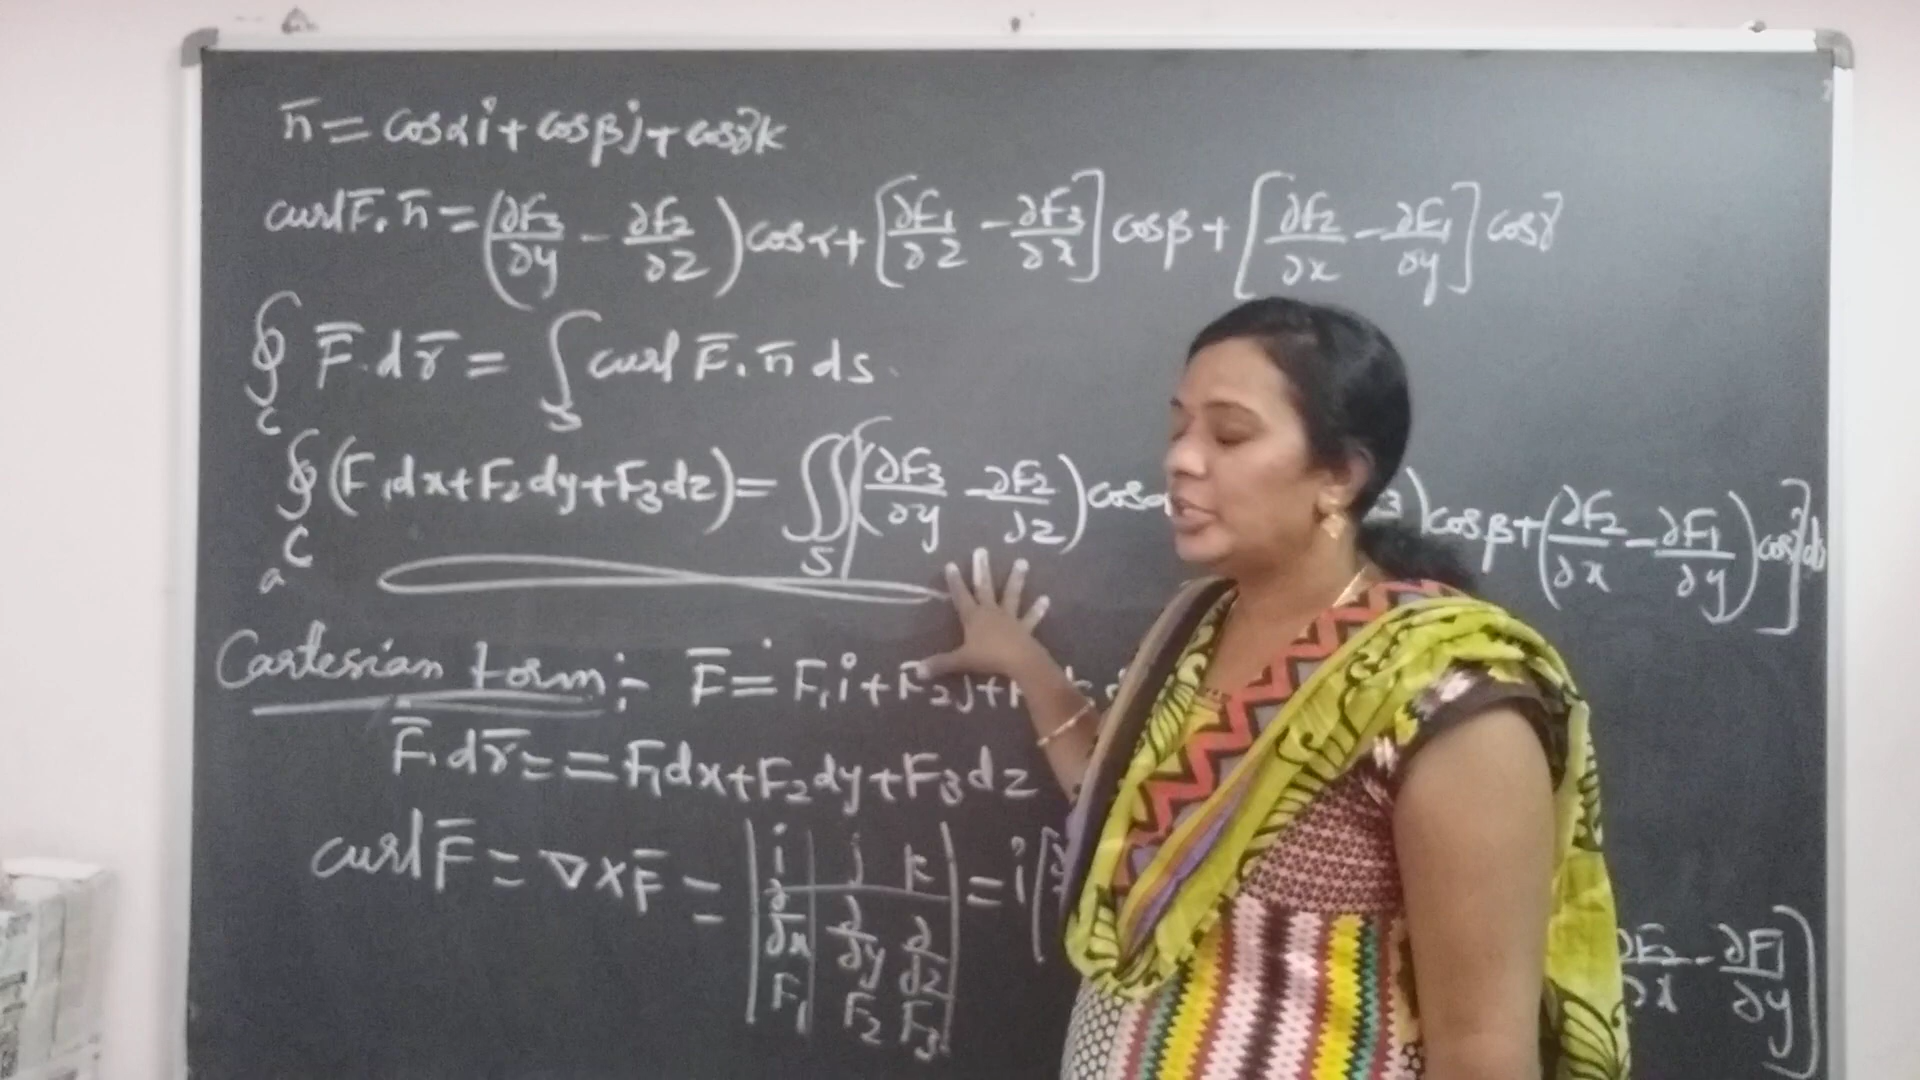 n̄ = cosα i + cosβ j + cosγ k
curl F̄ . n̄ = (∂F₃/∂y - ∂F₂/∂z) cosα + [∂F₁/∂z - ∂F₃/∂x] cosβ + [∂F₂/∂x - ∂F₁/∂y] cosγ
∮_C F̄ . dr̄ = ∫_S curl F̄ . n̄ ds.
∮_C (F₁dx + F₂dy + F₃dz) = ∬_S [(∂F₃/∂y - ∂F₂/∂z) cosα ) cosβ + (∂F₂/∂x - ∂F₁/∂y) cosγ] ds
Cartesian form :- F̄ = F₁i + F₂j +
F̄ . dr̄ = = F₁dx + F₂dy + F₃dz
curl F̄ = ∇ × F̄ = | i j k ; ∂/∂x ∂/∂y ∂/∂z ; F₁ F₂ F₃ | = i ( ∂F₂/∂x - ∂F₁/∂y )